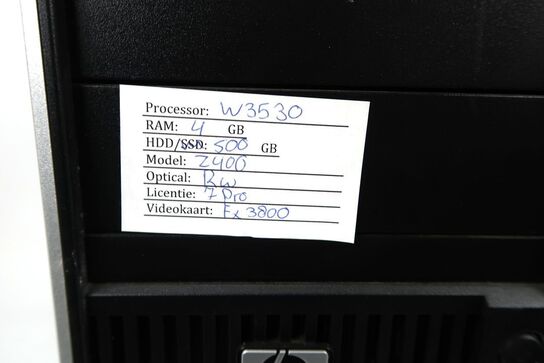 Processor: W3530
RAM: 4 GB
HDD/SSD: 500 GB
Model: Z400
Optical: RW
Licentie: 7 Pro
Videokaart: Fx 3800
hp